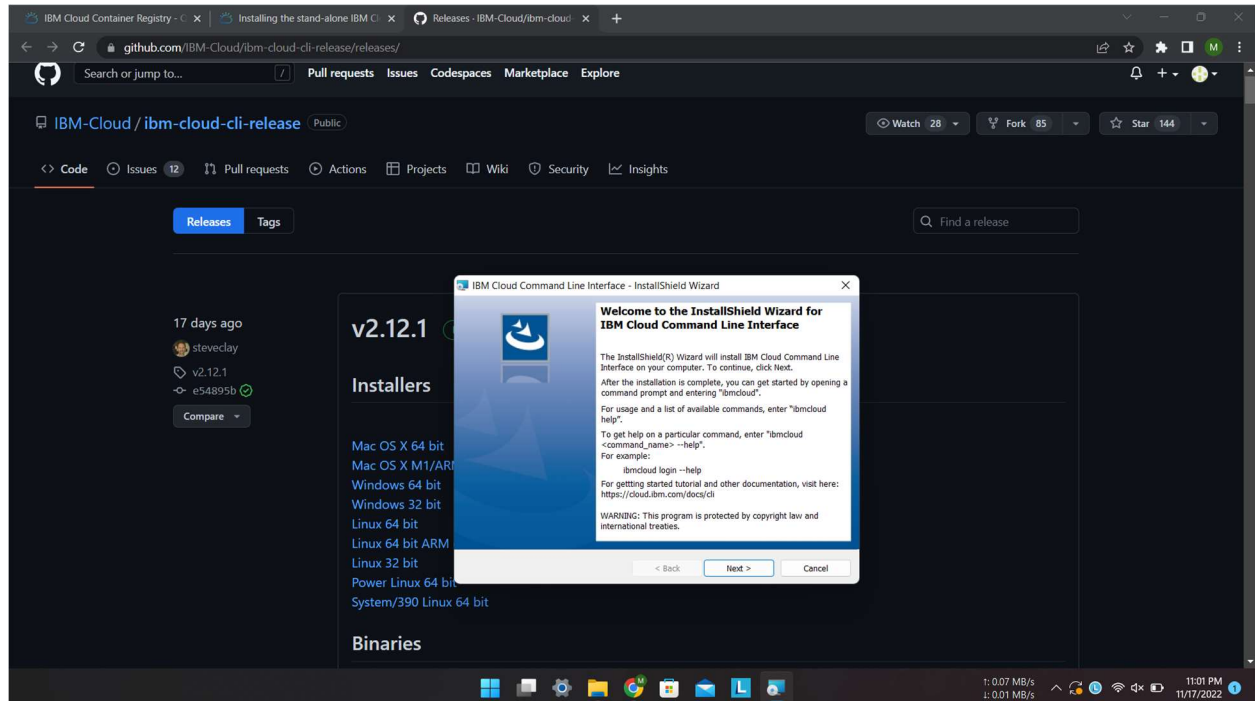 IBM Cloud Container Registry - C
Installing the stand-alone IBM Cl
Releases · IBM-Cloud/ibm-cloud-
github.com/IBM-Cloud/ibm-cloud-cli-release/releases/
M
Search or jump to...
/
Pull requests Issues Codespaces Marketplace Explore
IBM-Cloud / ibm-cloud-cli-release Public
Watch 28
Fork 85
Star 144
<> Code
Issues 12
Pull requests
Actions
Projects
Wiki
Security
Insights
Releases Tags
Find a release
17 days ago
steveclay
v2.12.1
e54895b
Compare
v2.12.1
Installers
Mac OS X 64 bit
Mac OS X M1/ARM
Windows 64 bit
Windows 32 bit
Linux 64 bit
Linux 64 bit ARM
Linux 32 bit
Power Linux 64 bit
System/390 Linux 64 bit
Binaries
IBM Cloud Command Line Interface - InstallShield Wizard
Welcome to the InstallShield Wizard for
IBM Cloud Command Line Interface
The InstallShield(R) Wizard will install IBM Cloud Command Line
Interface on your computer. To continue, click Next.
After the installation is complete, you can get started by opening a
command prompt and entering "ibmcloud".
For usage and a list of available commands, enter "ibmcloud
help".
To get help on a particular command, enter "ibmcloud
<command_name> --help".
For example:
ibmcloud login --help
For gettting started tutorial and other documentation, visit here:
https://cloud.ibm.com/docs/cli
WARNING: This program is protected by copyright law and
international treaties.
< Back Next > Cancel
L
↑: 0.07 MB/s
↓: 0.01 MB/s
11:01 PM
11/17/2022
1